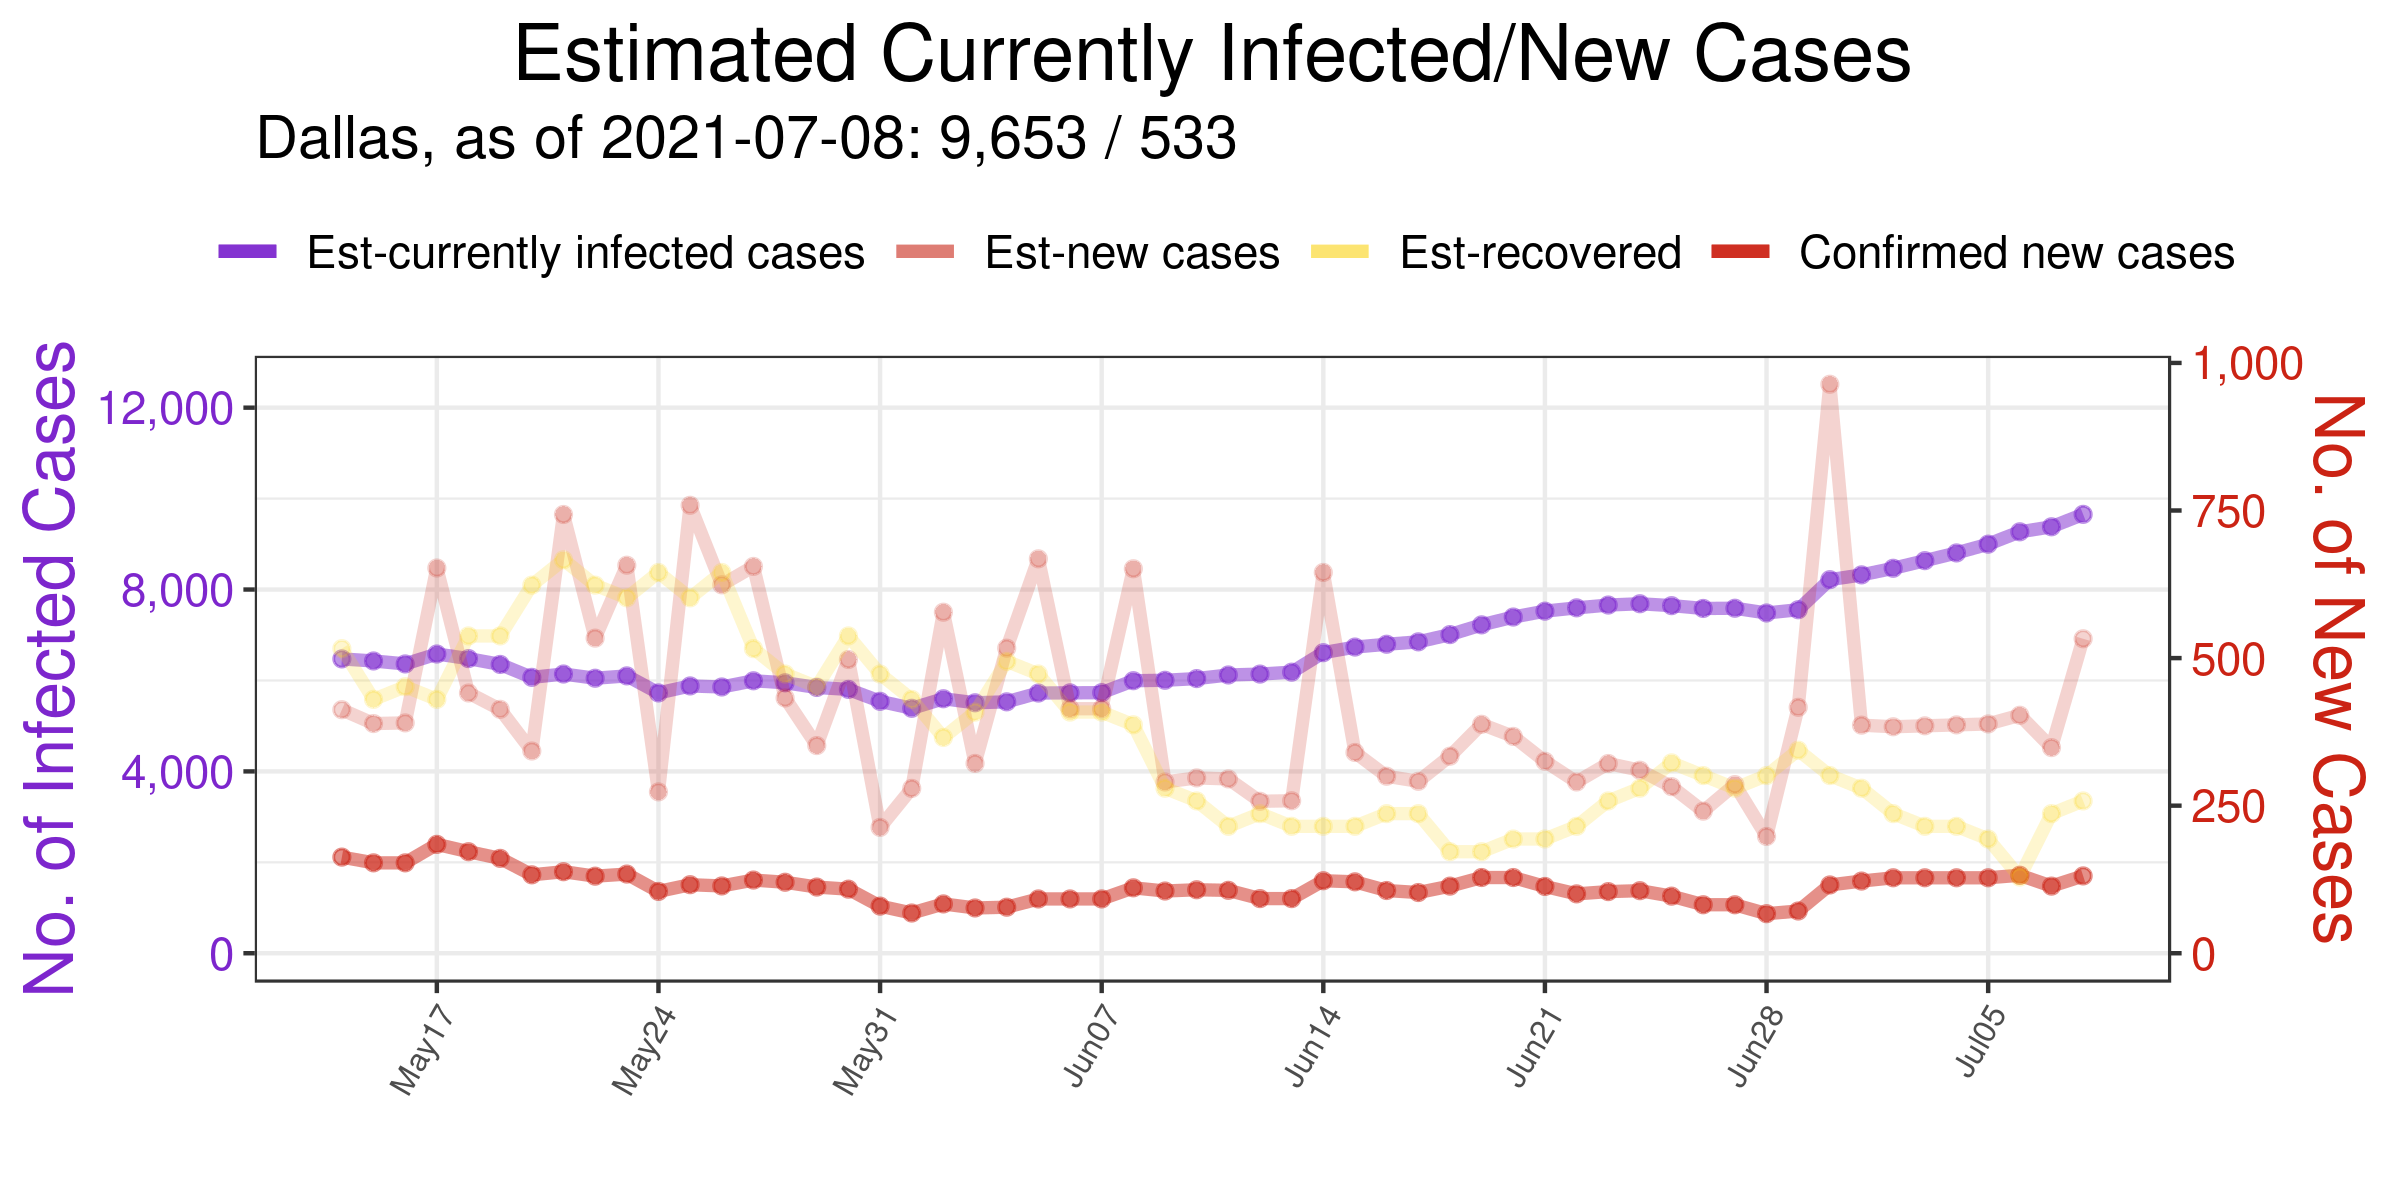 Estimated Currently Infected/New Cases
Dallas, as of 2021-07-08: 9,653 / 533
Est-currently infected cases Est-new cases Est-recovered Confirmed new cases
No. of Infected Cases
12,000
8,000
4,000
0
1,000
750
500
250
0
No. of New Cases
May17 May24 May31 Jun07 Jun14 Jun21 Jun28 Jul05